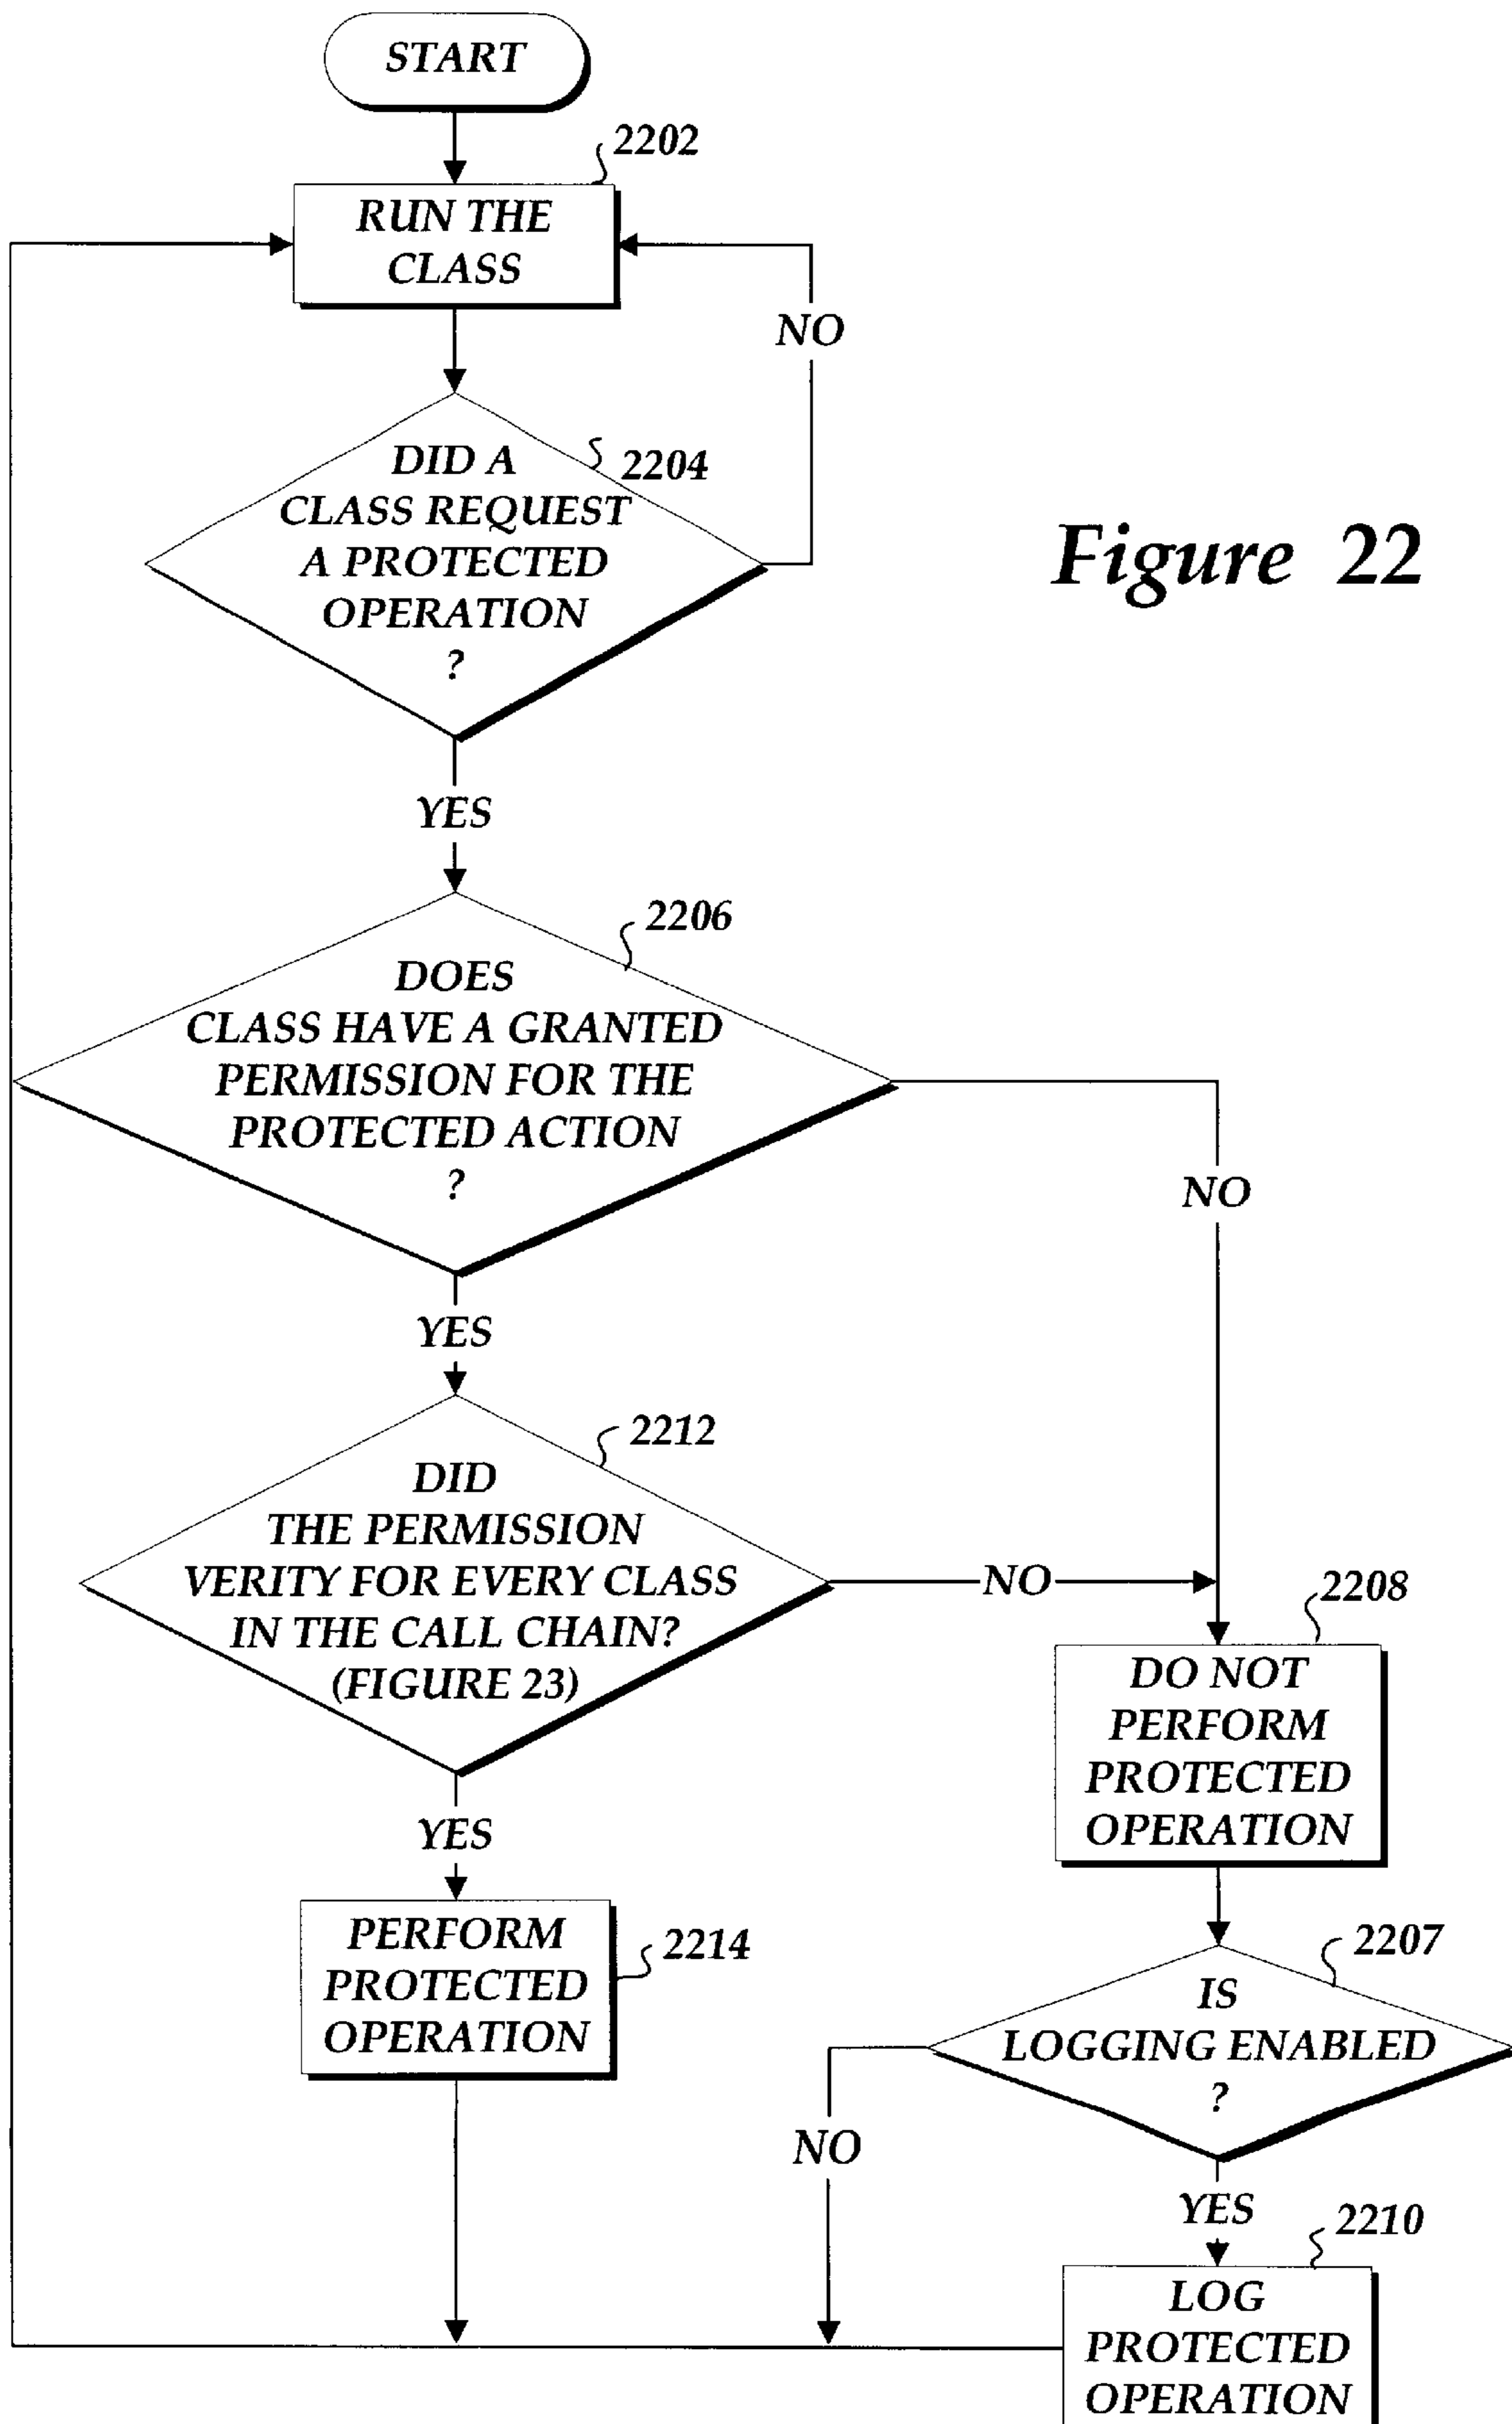 START
2202
RUN THE
CLASS
NO
DID A
2204
CLASS REQUEST
A PROTECTED
OPERATION
?
Figure 22
YES
2206
DOES
CLASS HAVE A GRANTED
PERMISSION FOR THE
PROTECTED ACTION
?
NO
YES
2212
DID
THE PERMISSION
VERITY FOR EVERY CLASS
IN THE CALL CHAIN?
(FIGURE 23)
NO
2208
DO NOT
PERFORM
PROTECTED
OPERATION
YES
PERFORM
PROTECTED
OPERATION
2214
2207
IS
LOGGING ENABLED
?
NO
YES
2210
LOG
PROTECTED
OPERATION